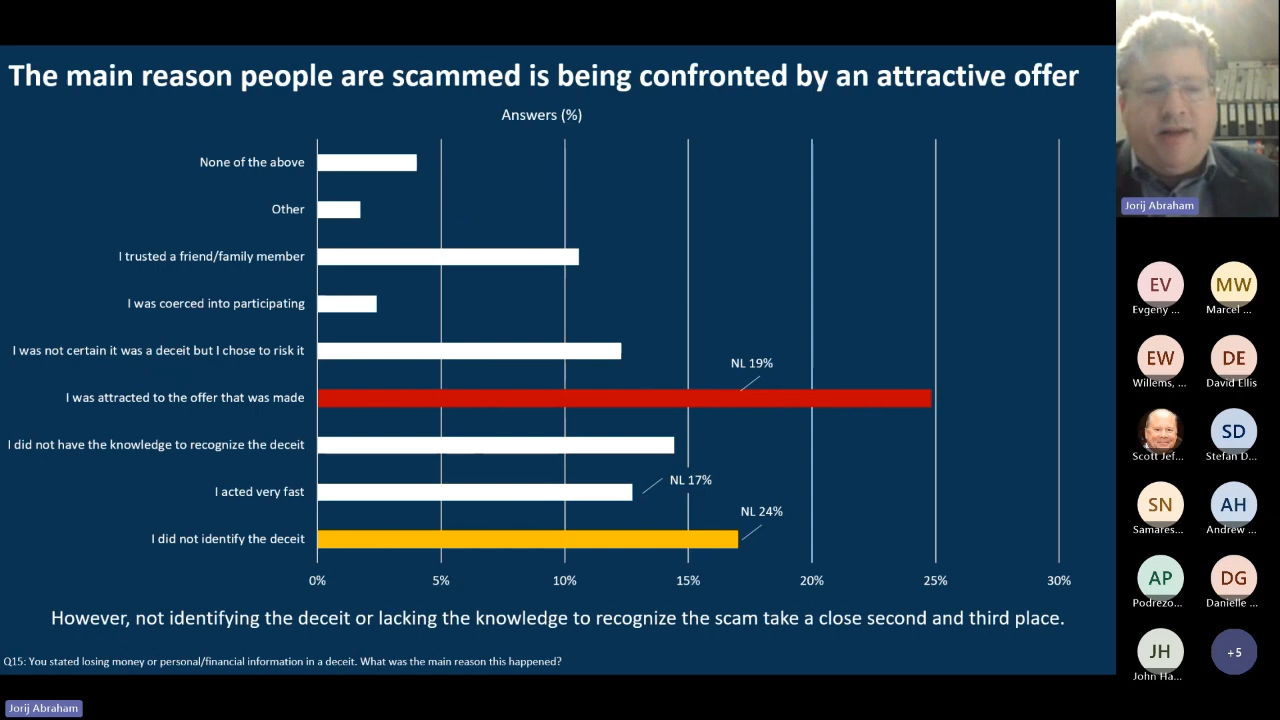 The main reason people are scammed is being confronted by an attractive offer
Answers (%)
None of the above
Other
I trusted a friend/family member
I was coerced into participating
I was not certain it was a deceit but I chose to risk it
NL 19%
I was attracted to the offer that was made
I did not have the knowledge to recognize the deceit
NL 17%
I acted very fast
NL 24%
I did not identify the deceit
0% 5% 10% 15% 20% 25% 30%
However, not identifying the deceit or lacking the knowledge to recognize the scam take a close second and third place.
Q15: You stated losing money or personal/financial information in a deceit. What was the main reason this happened?
Jorij Abraham
Jorij Abraham
EV MW
Evgeny ... Marcel ...
EW DE
Willems, ... David Ellis
SD
Scott Jef... Stefan D...
SN AH
Samares... Andrew ...
AP DG
Podrezo... Danielle ...
JH +5
John Ha...